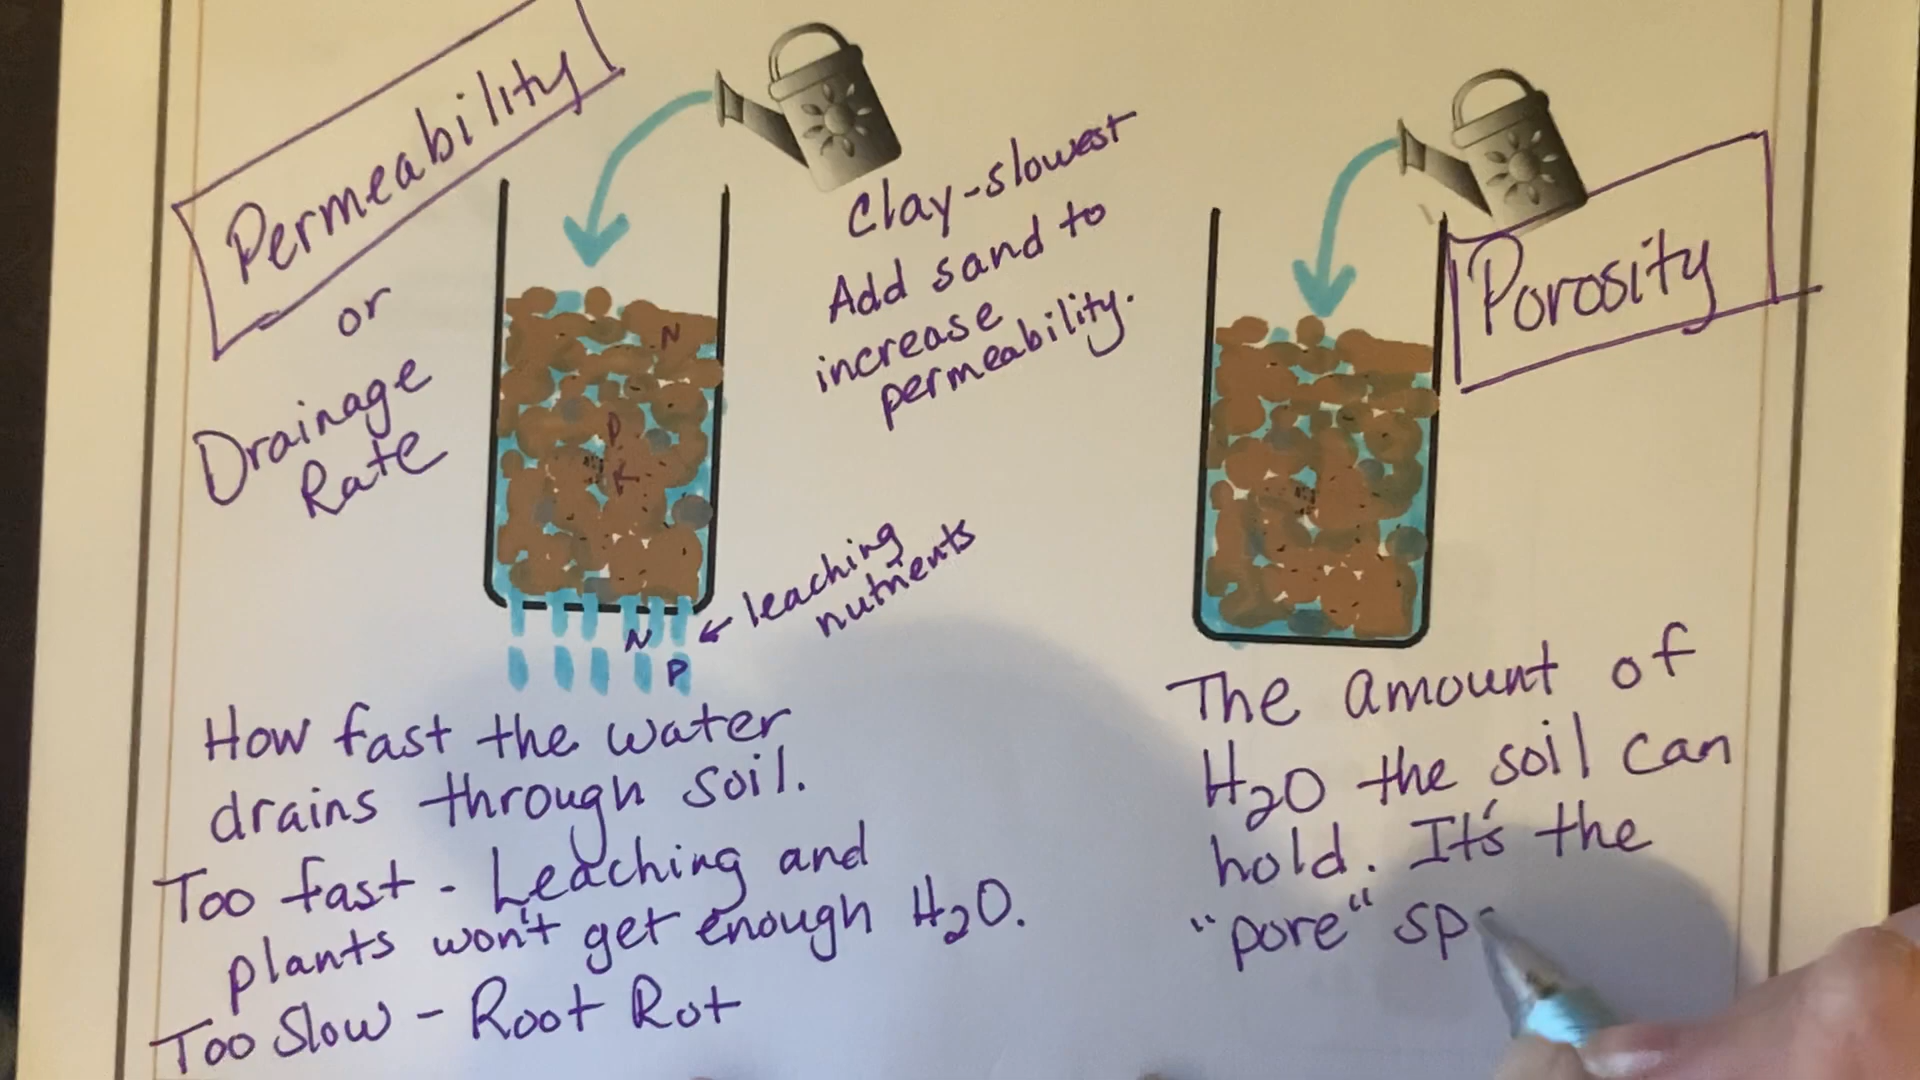 Permeability
or
Drainage
Rate
Clay-slowest
Add sand to
increase
permeability.
N
P
K
leaching
nutrients
N
P
How fast the water
drains through soil.
Too fast - Leaching and
plants won't get enough H2O.
Too Slow - Root Rot
Porosity
The amount of
H2O the soil can
hold. It's the
"pore" sp